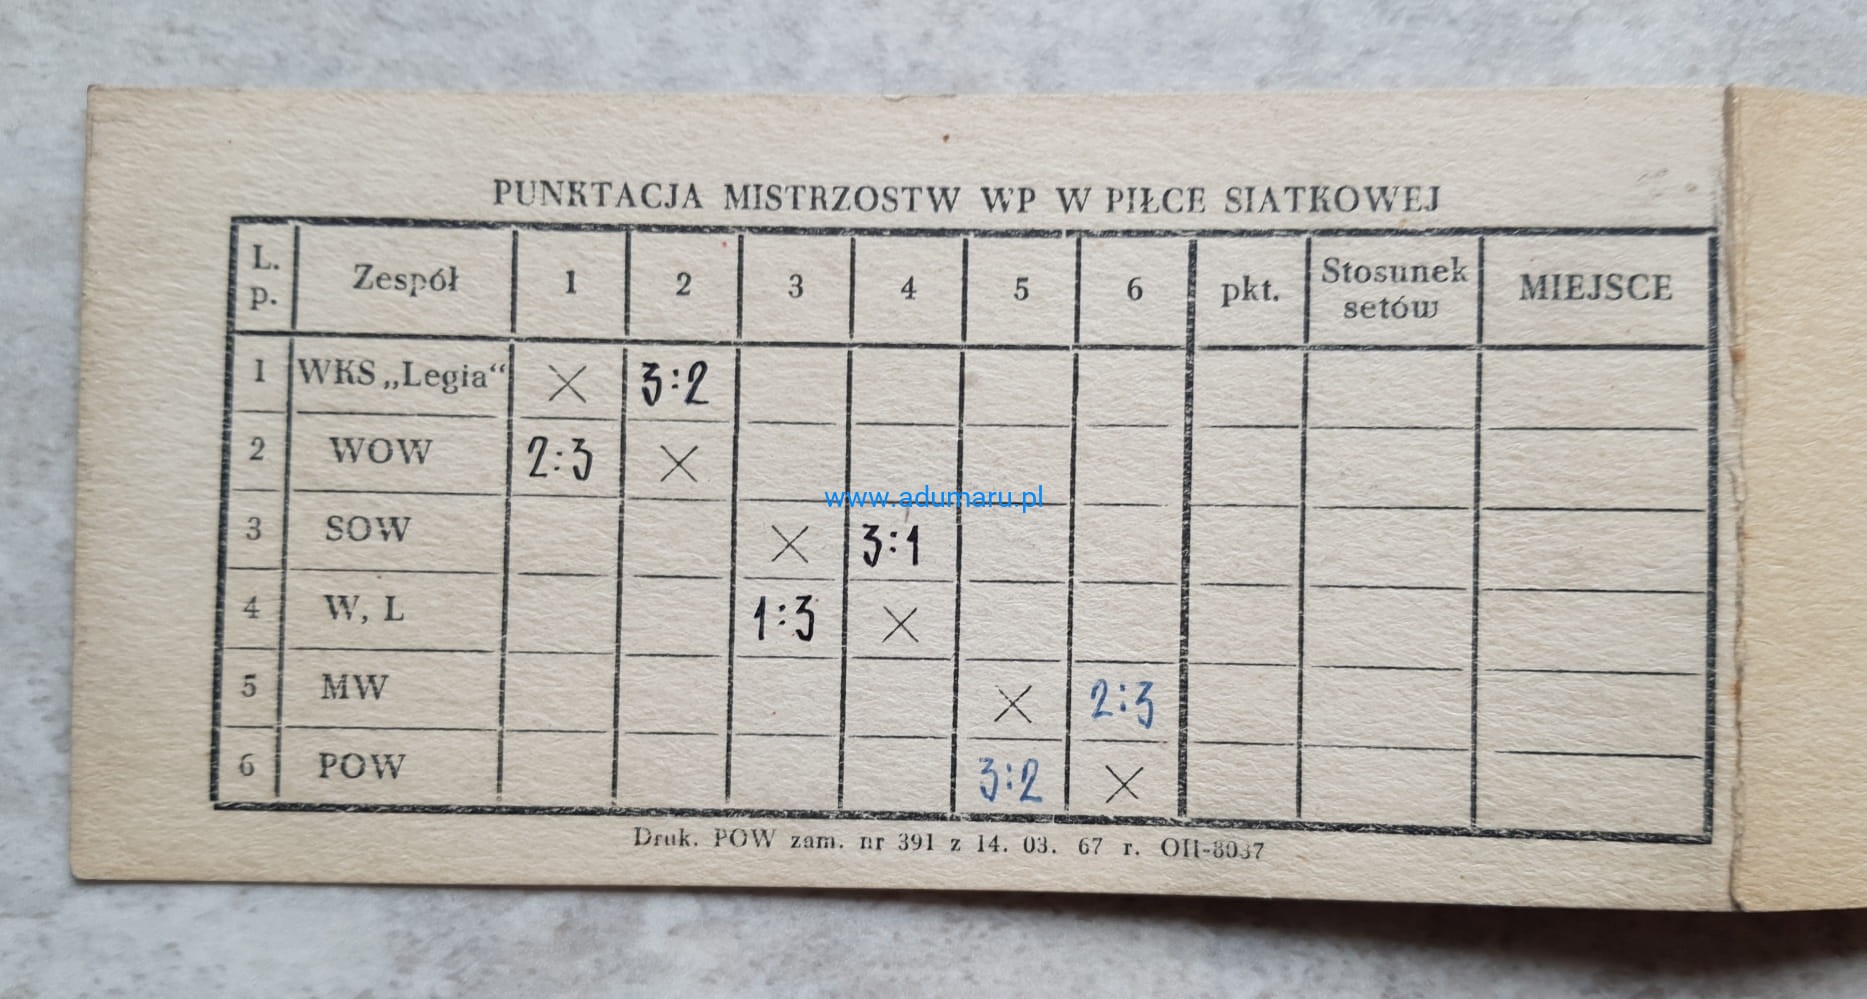 PUNKTACJA MISTRZOSTW WP W PIŁCE SIATKOWEJ
L. p. Zespół 1 2 3 4 5 6 pkt. Stosunek setów MIEJSCE
1 WKS „Legia“ X 3:2
2 WOW 2:3 X
www.adumaru.pl
3 SOW X 3:1
4 W, L 1:3 X
5 MW X 2:3
6 POW 3:2 X
Druk. POW zam. nr 391 z 14. 03. 67 r. OII-8037